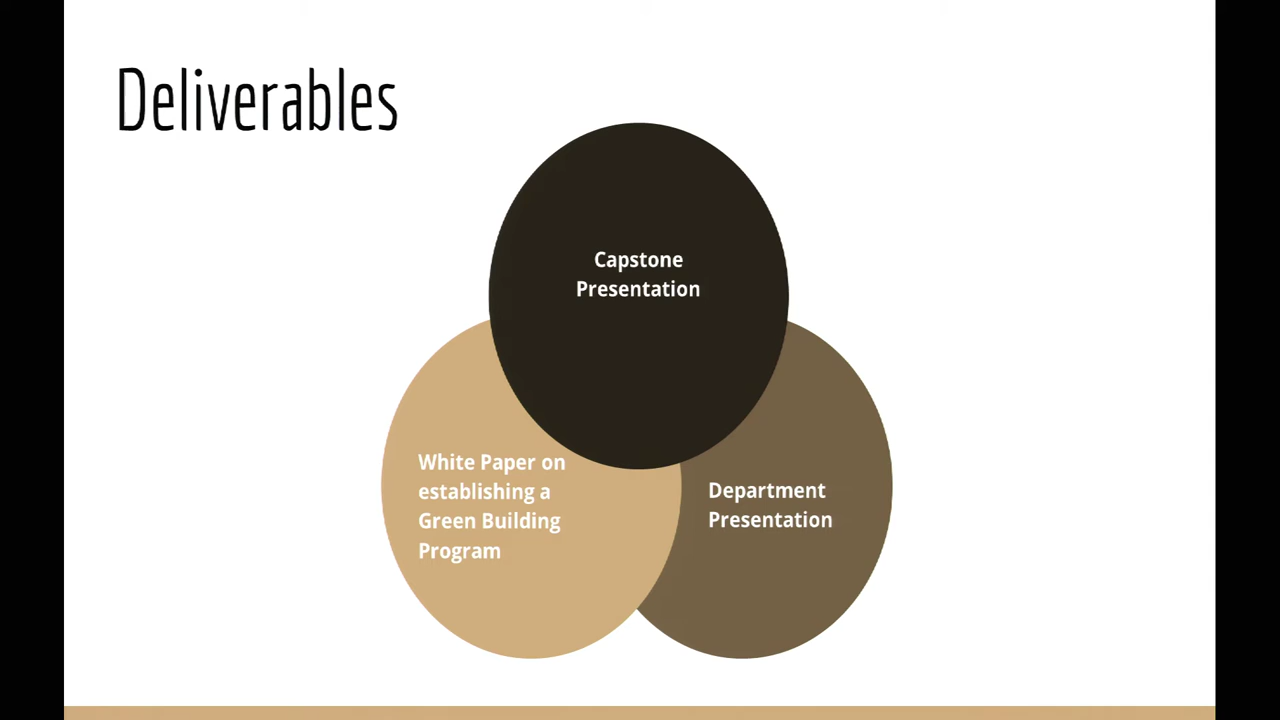 Deliverables
Capstone
Presentation
White Paper on
establishing a
Green Building
Program
Department
Presentation